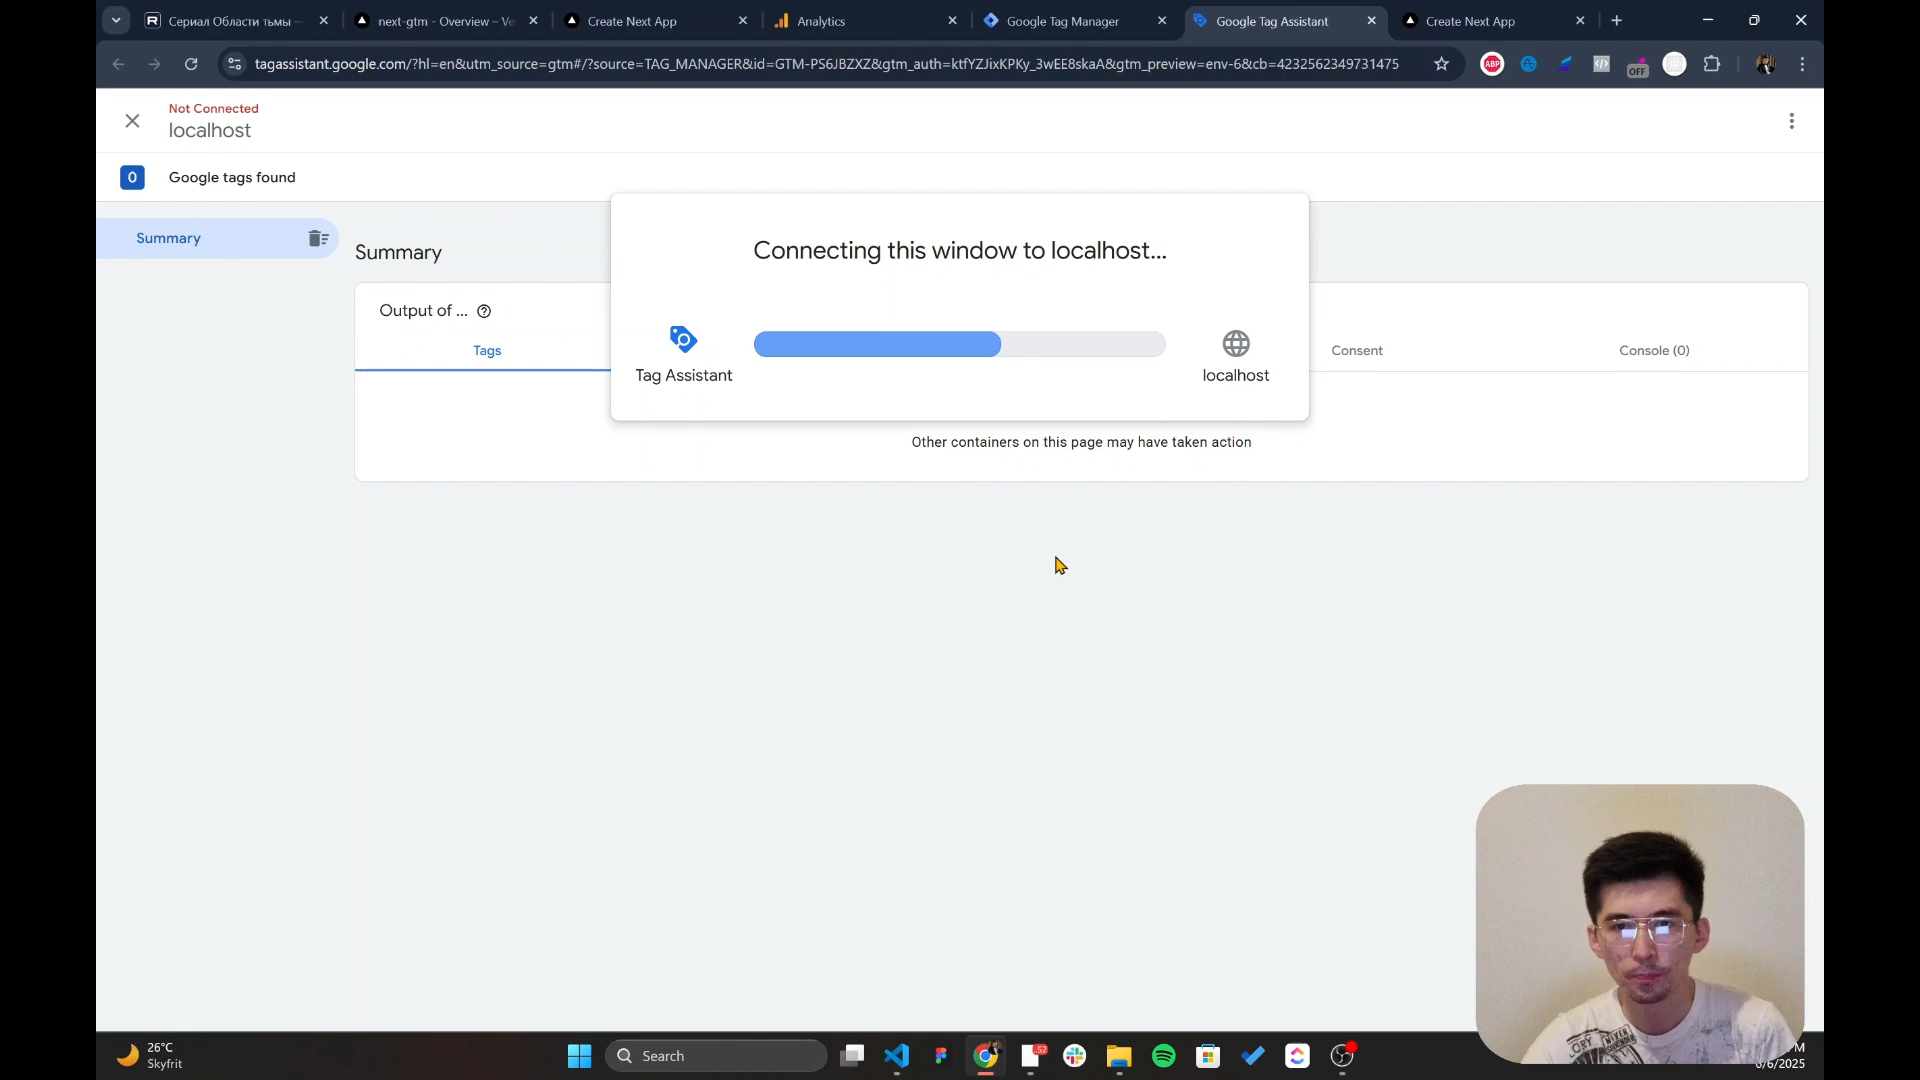 Сериал Области тьмы —
next-gtm - Overview – Ve
Create Next App
Analytics
Google Tag Manager
Google Tag Assistant
Create Next App
tagassistant.google.com/?hl=en&utm_source=gtm#/?source=TAG_MANAGER&id=GTM-PS6JBZXZ&gtm_auth=ktfYZJixKPKy_3wEE8skaA&gtm_preview=env-6&cb=4232562349731475
ABP
OFF
Not Connected
localhost
0
Google tags found
Summary
Summary
Output of ...
Tags
Consent
Console (0)
Connecting this window to localhost...
Tag Assistant
localhost
Other containers on this page may have taken action
26°C
Skyfrit
Search
52